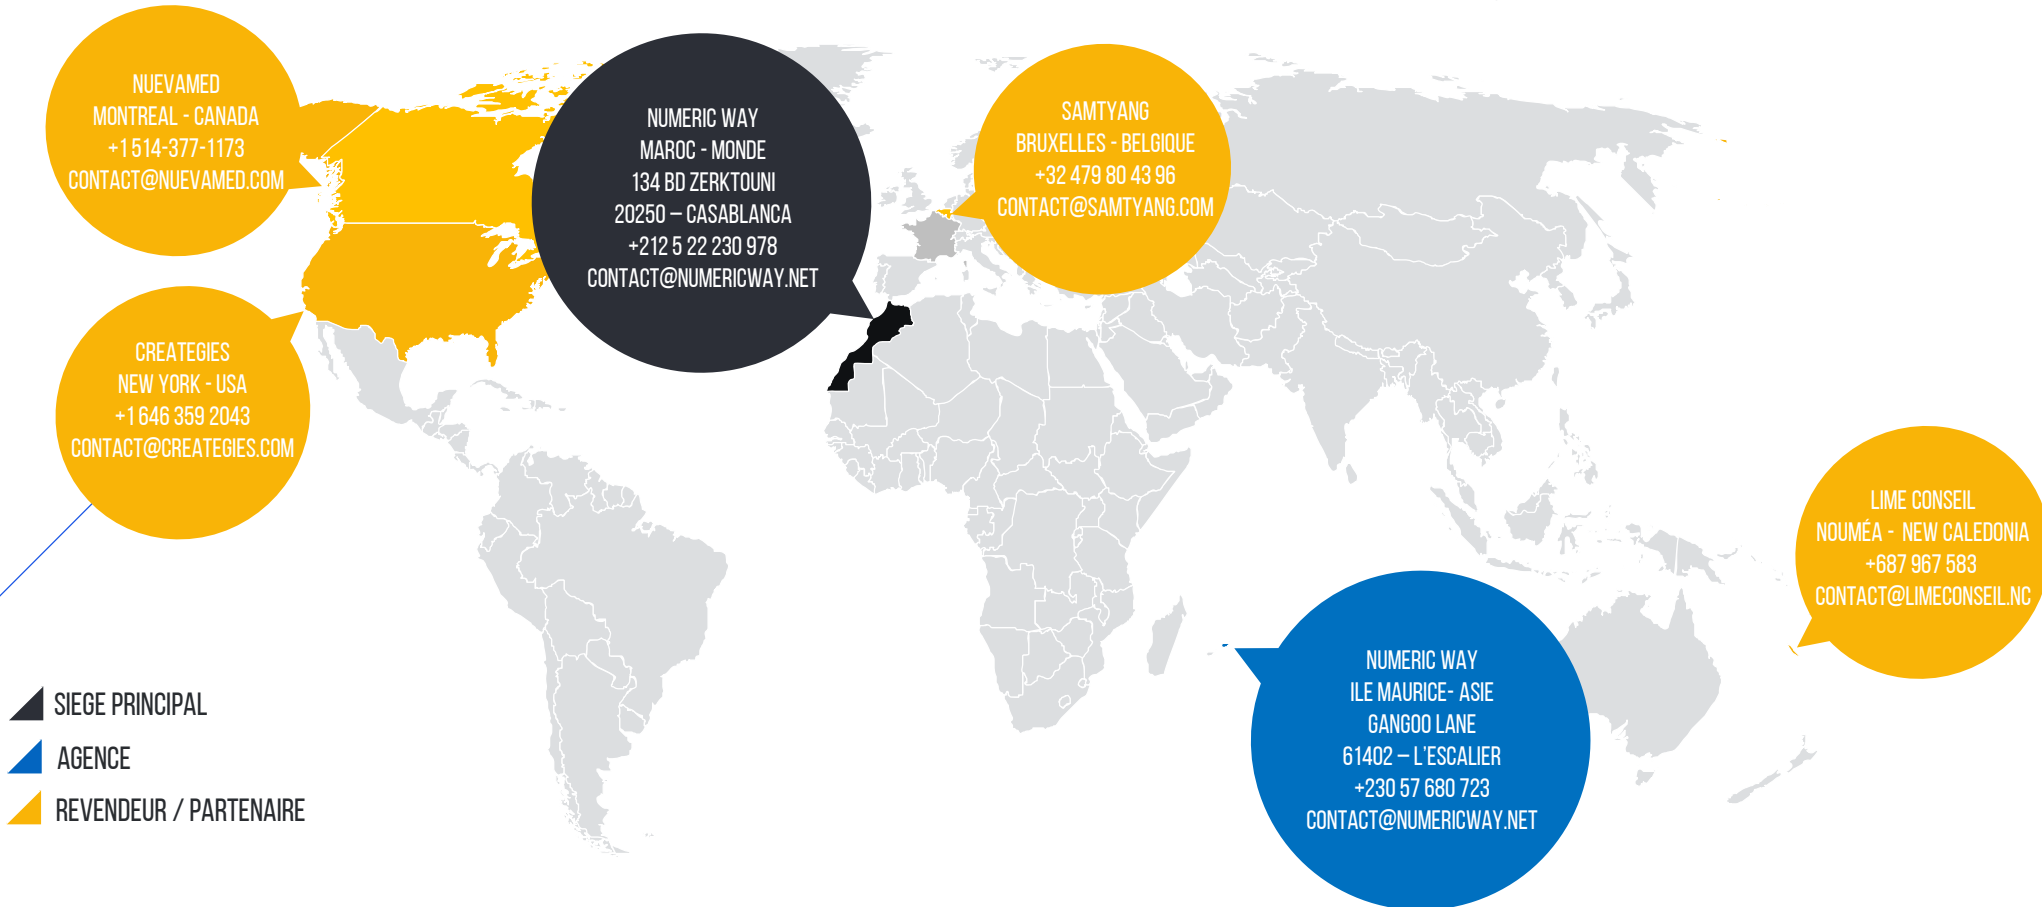 NUEVAMED
MONTREAL - CANADA
+1 514-377-1173
CONTACT@NUEVAMED.COM
NUMERIC WAY
MAROC - MONDE
134 BD ZERKTOUNI
20250 – CASABLANCA
+212 5 22 230 978
CONTACT@NUMERICWAY.NET
SAMTYANG
BRUXELLES - BELGIQUE
+32 479 80 43 96
CONTACT@SAMTYANG.COM
CREATEGIES
NEW YORK - USA
+1 646 359 2043
CONTACT@CREATEGIES.COM
LIME CONSEIL
NOUMÉA - NEW CALEDONIA
+687 967 583
CONTACT@LIMECONSEIL.NC
NUMERIC WAY
ILE MAURICE- ASIE
GANGOO LANE
61402 – L'ESCALIER
+230 57 680 723
CONTACT@NUMERICWAY.NET
SIEGE PRINCIPAL
AGENCE
REVENDEUR / PARTENAIRE